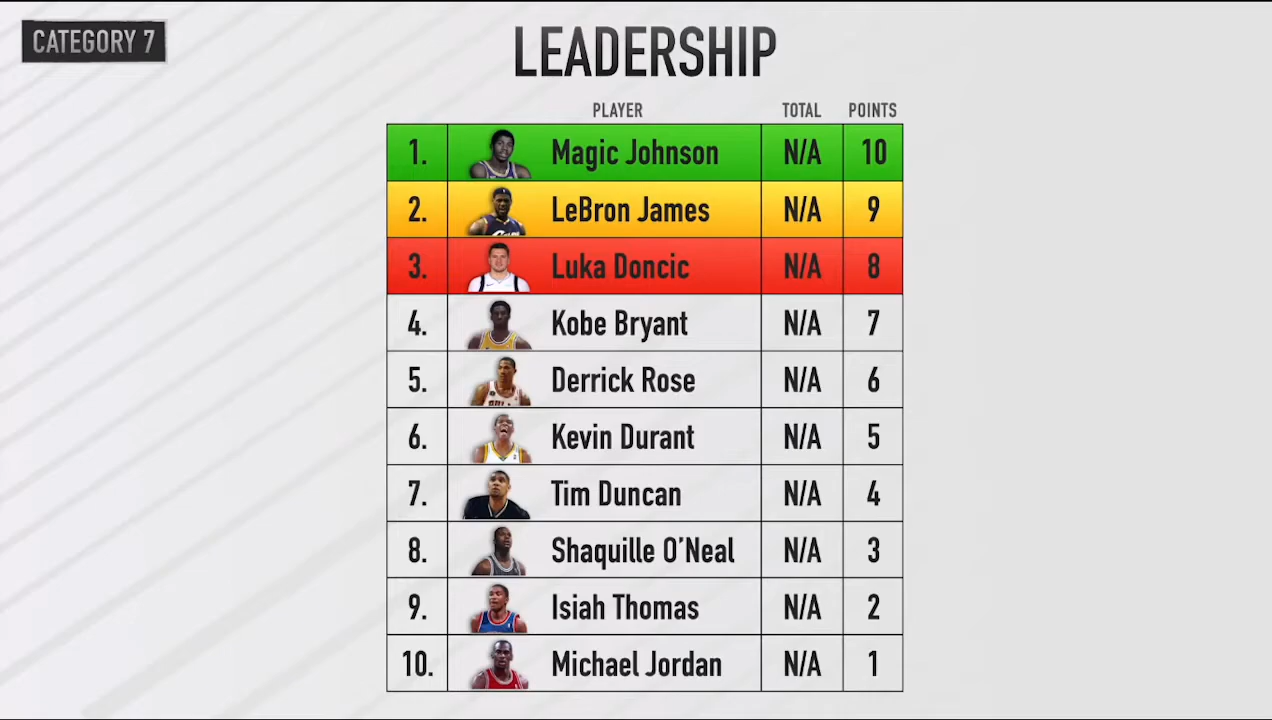 CATEGORY 7
LEADERSHIP
PLAYER TOTAL POINTS
1. Magic Johnson N/A 10
2. LeBron James N/A 9
3. Luka Doncic N/A 8
4. Kobe Bryant N/A 7
5. Derrick Rose N/A 6
6. Kevin Durant N/A 5
7. Tim Duncan N/A 4
8. Shaquille O’Neal N/A 3
9. Isiah Thomas N/A 2
10. Michael Jordan N/A 1